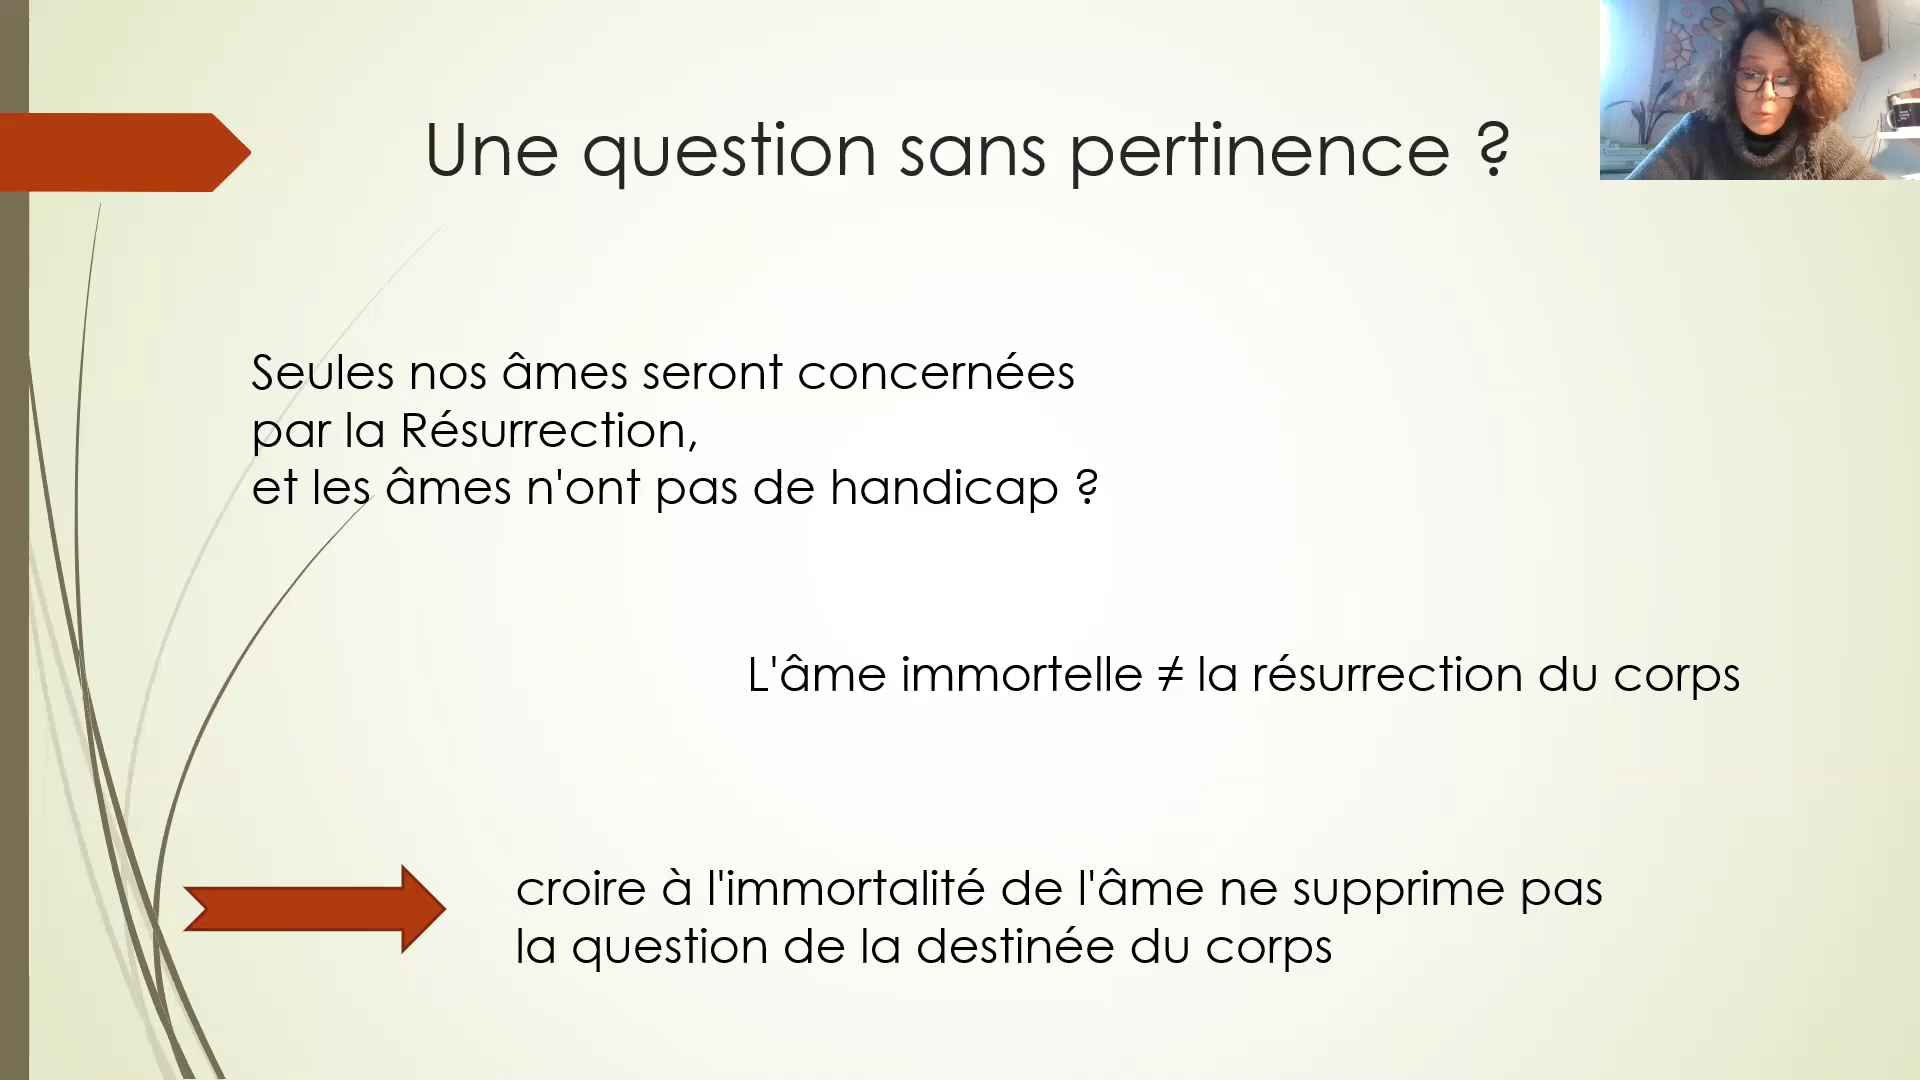 Une question sans pertinence ?
Seules nos âmes seront concernées
par la Résurrection,
et les âmes n'ont pas de handicap ?
L'âme immortelle ≠ la résurrection du corps
croire à l'immortalité de l'âme ne supprime pas
la question de la destinée du corps